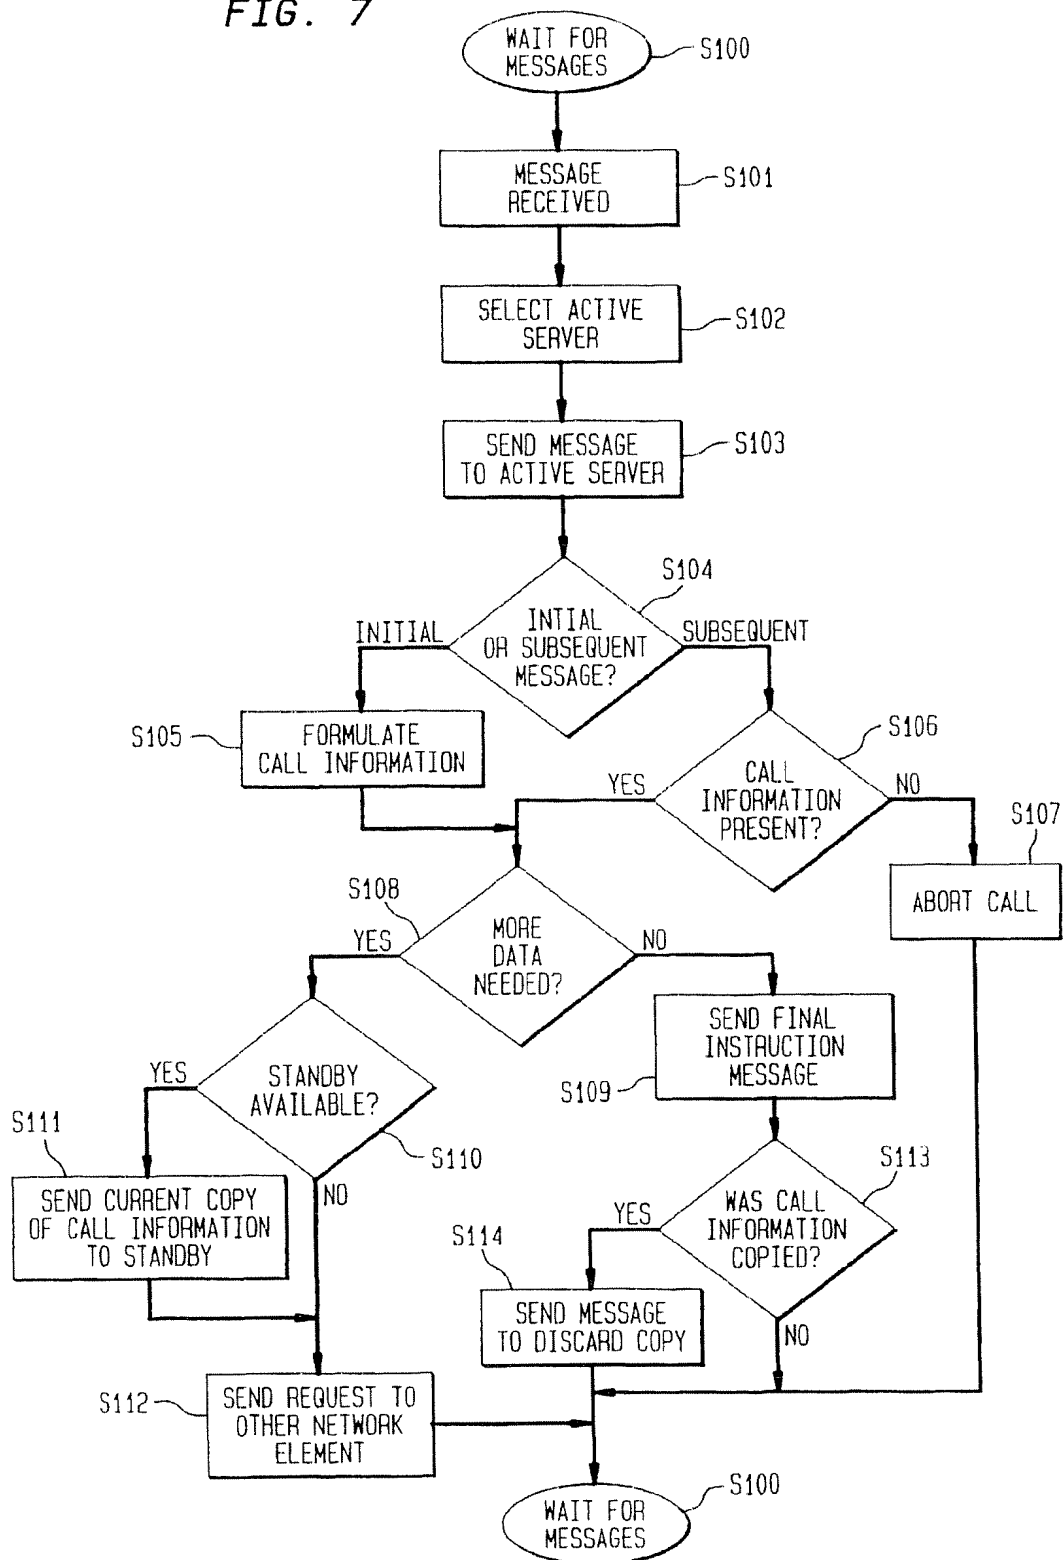 FIG. 7
WAIT FOR
MESSAGES
S100
MESSAGE
RECEIVED
S101
SELECT ACTIVE
SERVER
S102
SEND MESSAGE
TO ACTIVE SERVER
S103
S104
INTIAL
OR SUBSEQUENT
MESSAGE?
INITIAL
SUBSEQUENT
S105
FORMULATE
CALL INFORMATION
S106
CALL
INFORMATION
PRESENT?
YES
NO
S107
ABORT CALL
S108
MORE
DATA
NEEDED?
YES
NO
SEND FINAL
INSTRUCTION
MESSAGE
S109
STANDBY
AVAILABLE?
YES
S110
NO
S111
SEND CURRENT COPY
OF CALL INFORMATION
TO STANDBY
S113
WAS CALL
INFORMATION
COPIED?
YES
NO
S114
SEND MESSAGE
TO DISCARD COPY
S112
SEND REQUEST TO
OTHER NETWORK
ELEMENT
S100
WAIT FOR
MESSAGES